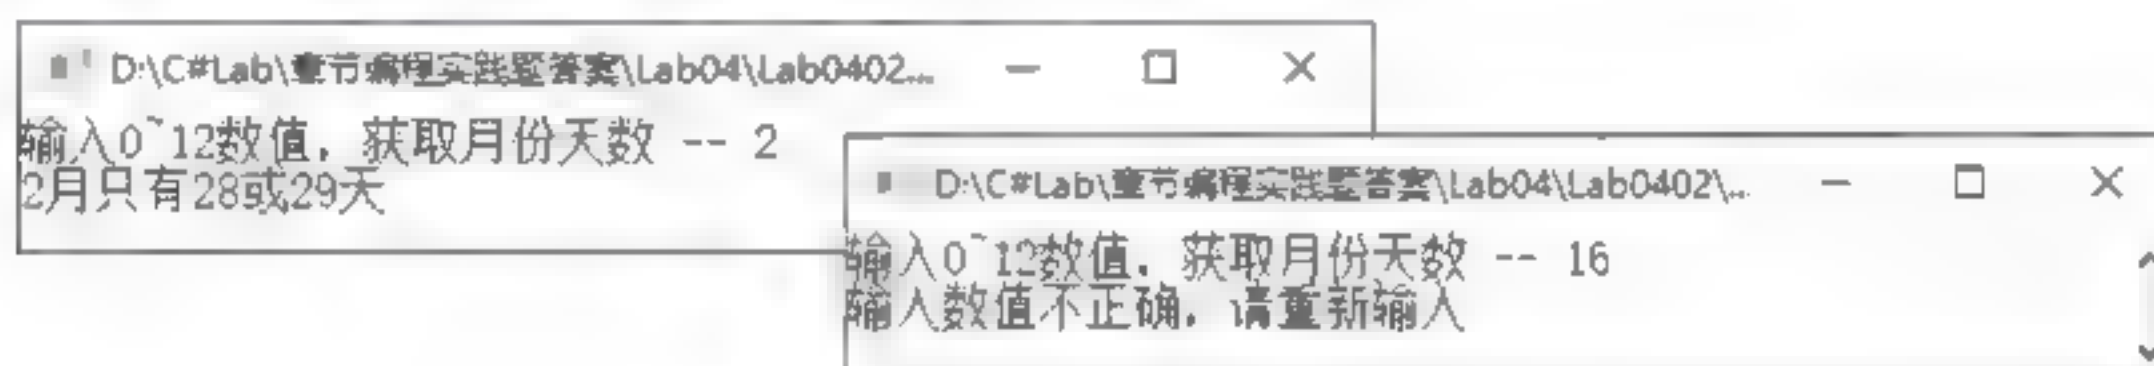 D:\C#Lab\章节编程实践题答案\Lab04\Lab0402...
输入0~12数值，获取月份天数 -- 2
2月只有28或29天
D:\C#Lab\章节编程实践题答案\Lab04\Lab0402\...
输入0~12数值，获取月份天数 -- 16
输入数值不正确，请重新输入